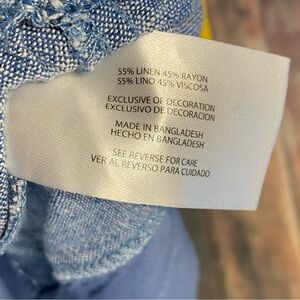 55% LINEN 45% RAYON
55% LINO 45% VISCOSA
EXCLUSIVE OF DECORATION
EXCLUSIVO DE DECORACION
MADE IN BANGLADESH
HECHO EN BANGLADESH
SEE REVERSE FOR CARE
VER AL REVERSO PARA CUIDADO